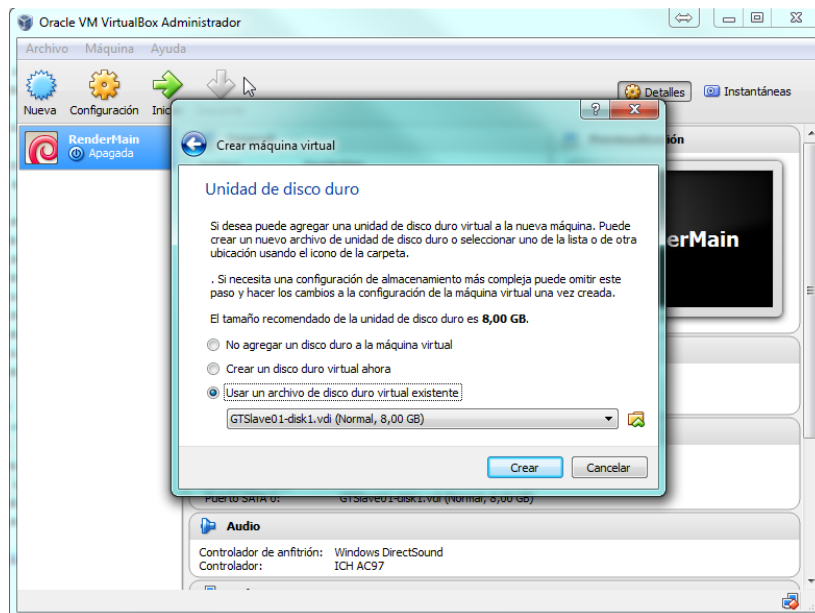 Oracle VM VirtualBox Administrador
Archivo Máquina Ayuda
Nueva Configuración Inic
Detalles Instantáneas
RenderMain
Apagada
ión
erMain
Crear máquina virtual
Unidad de disco duro
Si desea puede agregar una unidad de disco duro virtual a la nueva máquina. Puede
crear un nuevo archivo de unidad de disco duro o seleccionar uno de la lista o de otra
ubicación usando el icono de la carpeta.
. Si necesita una configuración de almacenamiento más compleja puede omitir este
paso y hacer los cambios a la configuración de la máquina virtual una vez creada.
El tamaño recomendado de la unidad de disco duro es 8,00 GB.
No agregar un disco duro a la máquina virtual
Crear un disco duro virtual ahora
Usar un archivo de disco duro virtual existente
GTSlave01-disk1.vdi (Normal, 8,00 GB)
Crear Cancelar
Puerto SATA 0: GTSlave01-disk1.vdi (Normal, 8,00 GB)
Audio
Controlador de anfitrión: Windows DirectSound
Controlador: ICH AC97